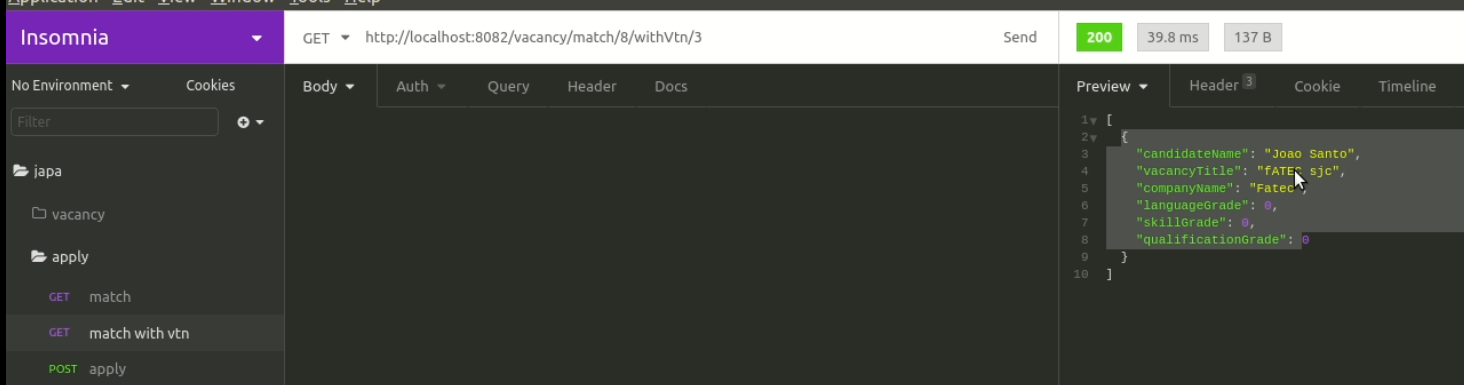 Application Edit View Window Tools Help
Insomnia
GET http://localhost:8082/vacancy/match/8/withVtn/3 Send
200 39.8 ms 137 B
No Environment Cookies
Body Auth Query Header Docs
Preview Header 3 Cookie Timeline
Filter
japa
vacancy
apply
GET match
GET match with vtn
POST apply
1 [
2 {
3 "candidateName": "Joao Santo",
4 "vacancyTitle": "fATEC sjc",
5 "companyName": "Fatec",
6 "languageGrade": 0,
7 "skillGrade": 0,
8 "qualificationGrade": 0
9 }
10 ]